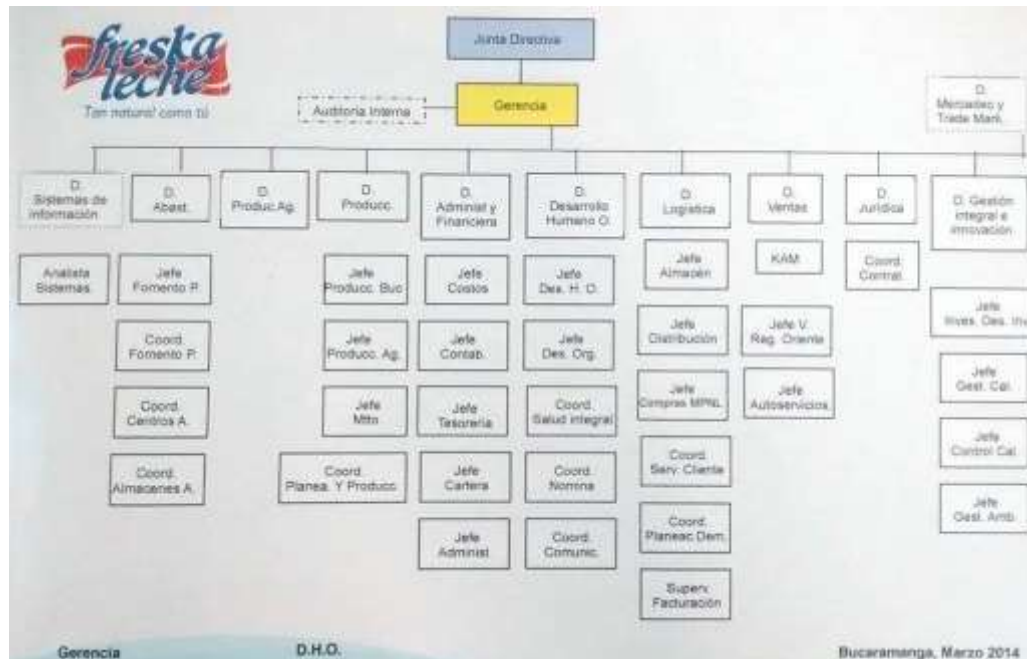 freska
leche
Tan natural como tú
Junta Directiva
Gerencia
Auditoria Interna
D.
Mercadeo y
Trade Mark.
D.
Sistemas de
información
D.
Abast.
D.
Produc.Ag.
D.
Producc.
D.
Administ y
Financiera
D.
Desarrollo
Humano O.
D.
Logística
D.
Ventas
D.
Jurídica
D. Gestión
integral e
innovación
Analista
Sistemas
Jefe
Fomento P.
Coord.
Fomento P.
Coord.
Centros A.
Coord.
Almacenes A.
Jefe
Producc. Buc
Jefe
Producc. Ag.
Jefe
Mtto
Coord.
Planea. Y Producc
Jefe
Costos
Jefe
Contab.
Jefe
Tesorería
Jefe
Cartera
Jefe
Administ
Jefe
Des. H. O.
Jefe
Des. Org.
Coord.
Salud integral
Coord.
Nomina
Coord.
Comunic.
Jefe
Almacén
Jefe
Distribución
Jefe
Compras MPNL
Coord.
Serv. Cliente
Coord.
Planeac Dem.
Superv.
Facturación
KAM
Jefe V.
Reg. Oriente
Jefe
Autoservicios
Coord.
Contrat.
Jefe
Inves. Des. Inv
Jefe
Gest. Cal.
Jefe
Control Cal.
Jefe
Gest. Amb.
Gerencia
D.H.O.
Bucaramanga, Marzo 2014